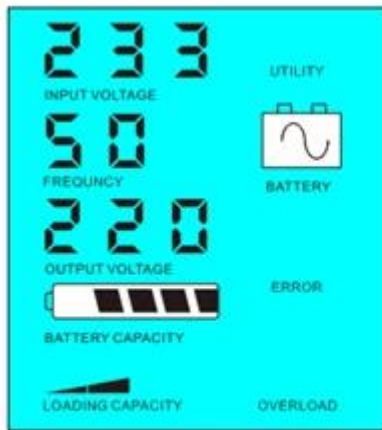 233
UTILITY
INPUT VOLTAGE
50
FREQUNCY
BATTERY
220
OUTPUT VOLTAGE
ERROR
BATTERY CAPACITY
LOADING CAPACITY
OVERLOAD